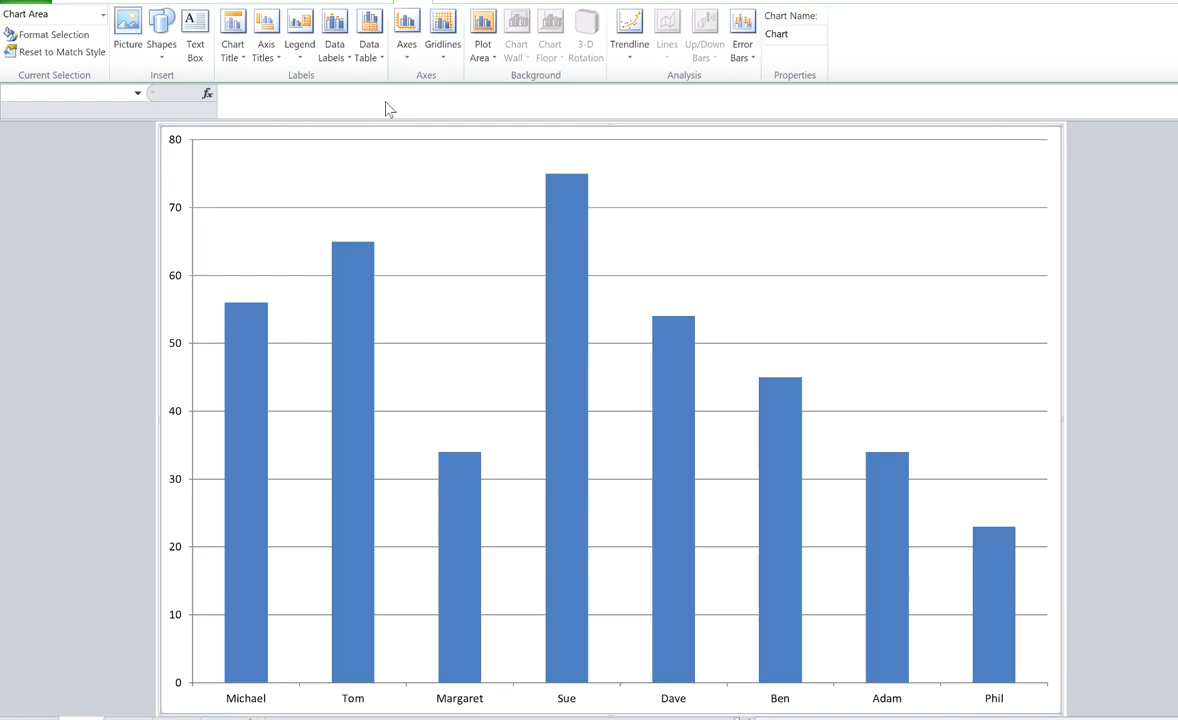 Chart Area
Format Selection
Reset to Match Style
Current Selection
Picture
Shapes
Text Box
Insert
Chart Title
Axis Titles
Legend
Data Labels
Data Table
Labels
Axes
Gridlines
Axes
Plot Area
Chart Wall
Chart Floor
3-D Rotation
Background
Trendline
Lines
Up/Down Bars
Error Bars
Analysis
Chart Name:
Chart
Properties
fx
80
70
60
50
40
30
20
10
0
Michael Tom Margaret Sue Dave Ben Adam Phil